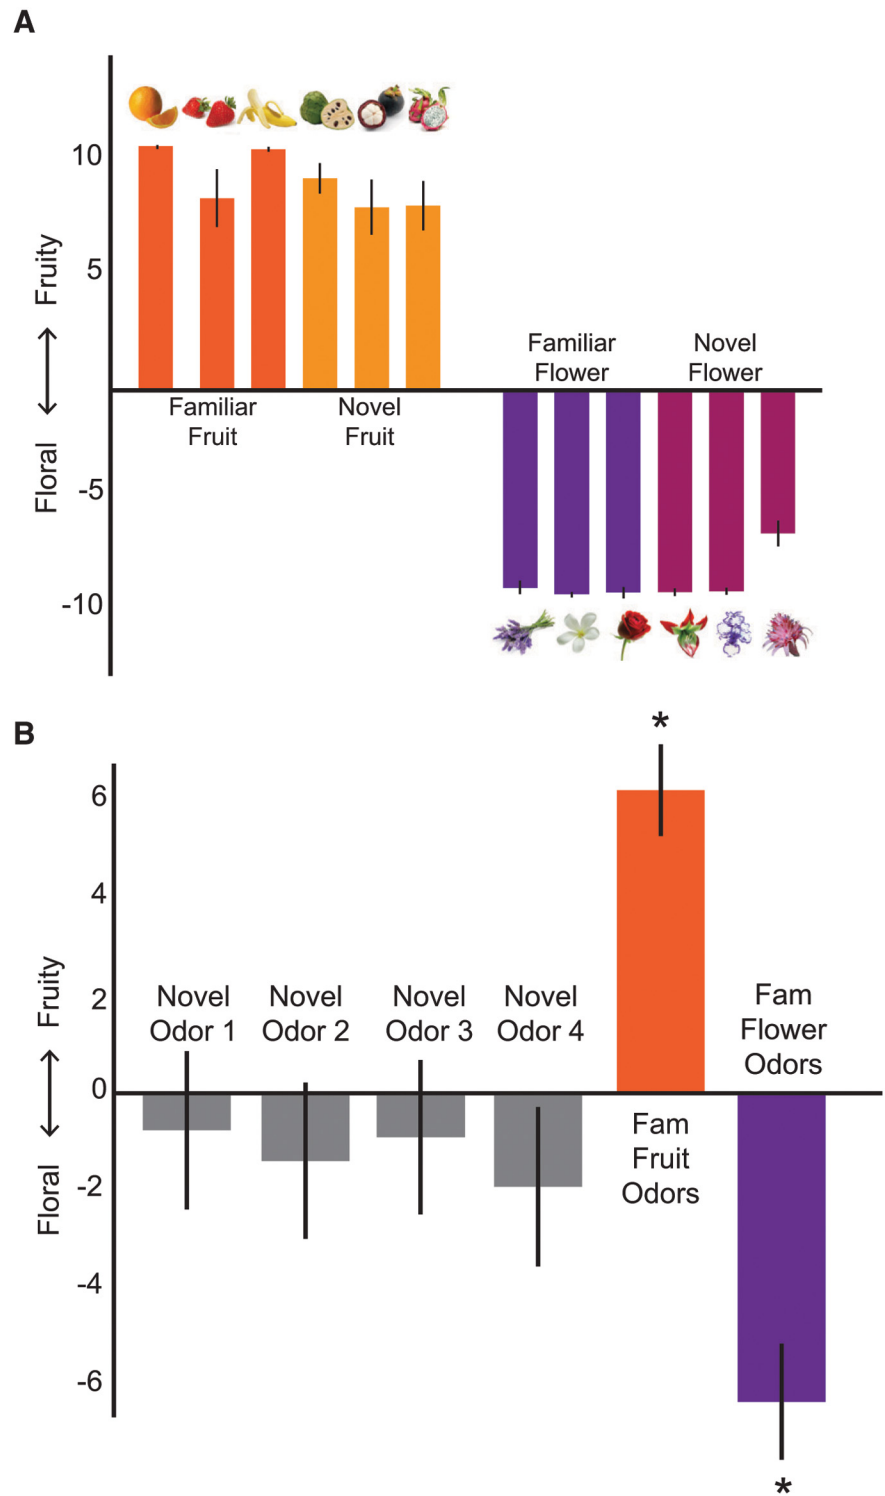 A
10
5
-5
-10
Fruity
Floral
Familiar
Fruit
Novel
Fruit
Familiar
Flower
Novel
Flower
B
6
4
2
0
-2
-4
-6
Fruity
Floral
Novel
Odor 1
Novel
Odor 2
Novel
Odor 3
Novel
Odor 4
*
Fam
Fruit
Odors
Fam
Flower
Odors
*